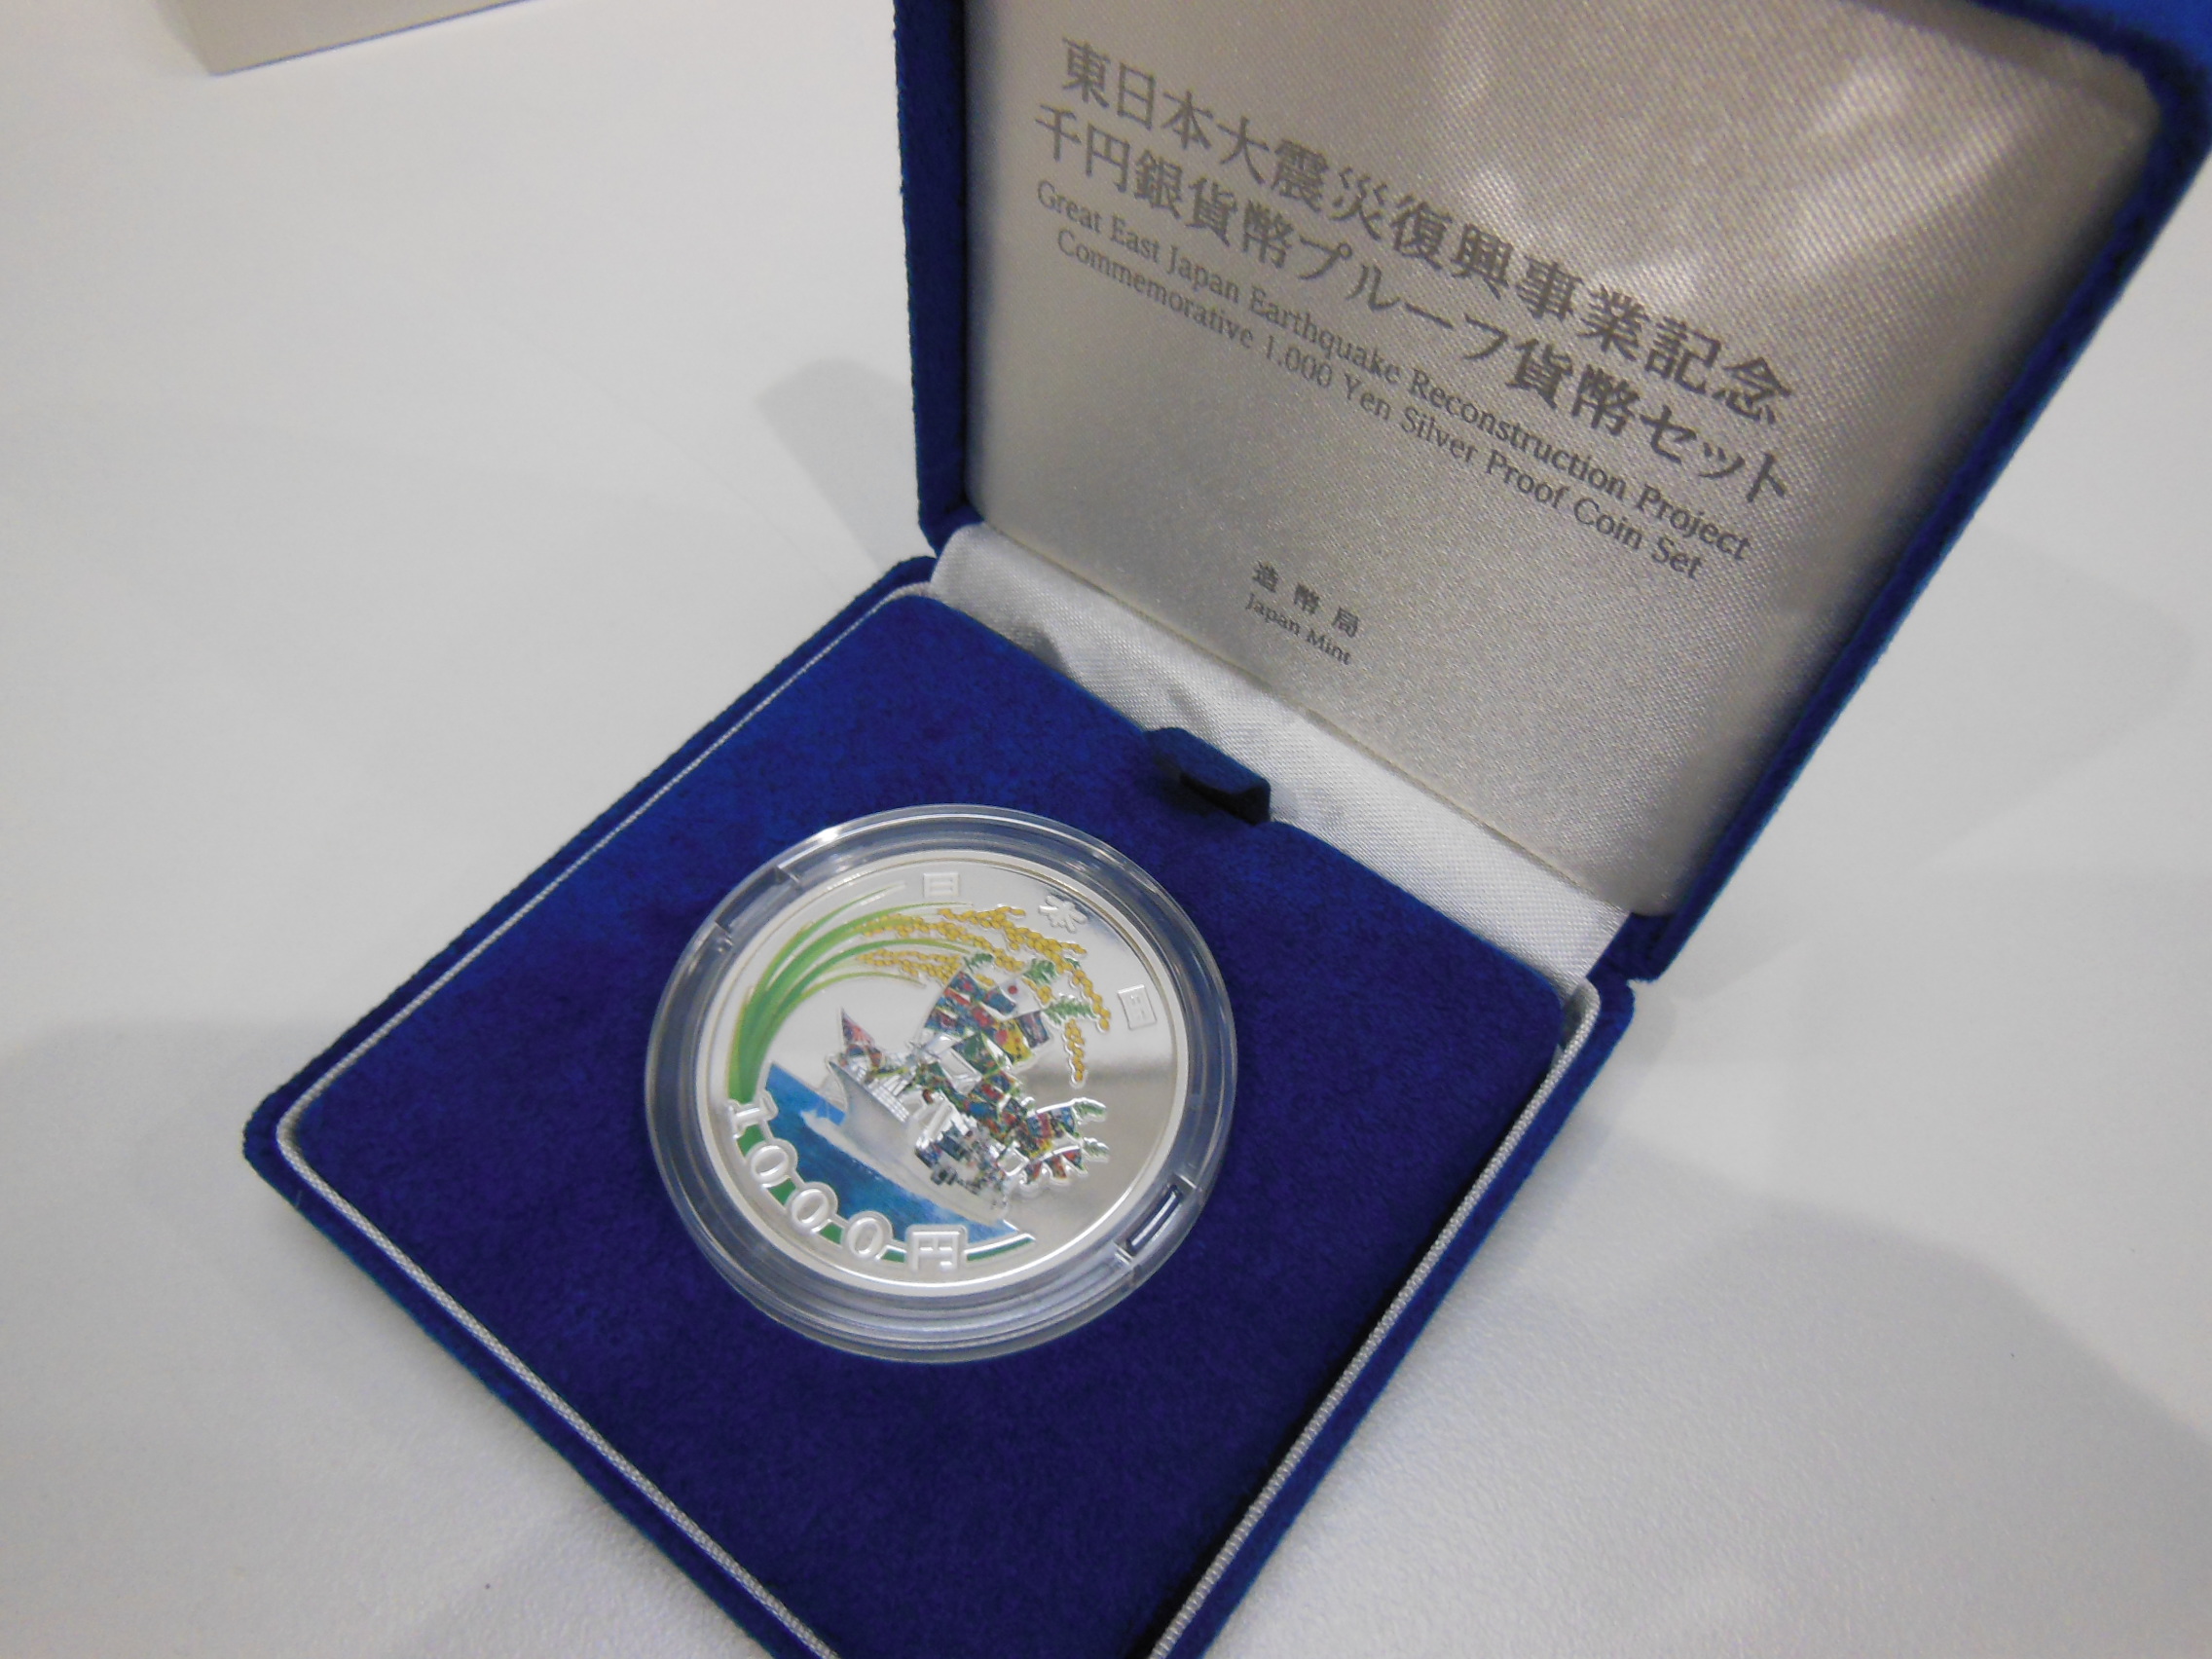 東日本大震災復興事業記念
千円銀貨幣プルーフ貨幣セット
Great East Japan Earthquake Reconstruction Project
Commemorative 1,000 Yen Silver Proof Coin Set
造幣局
Japan Mint
日本国
1000円